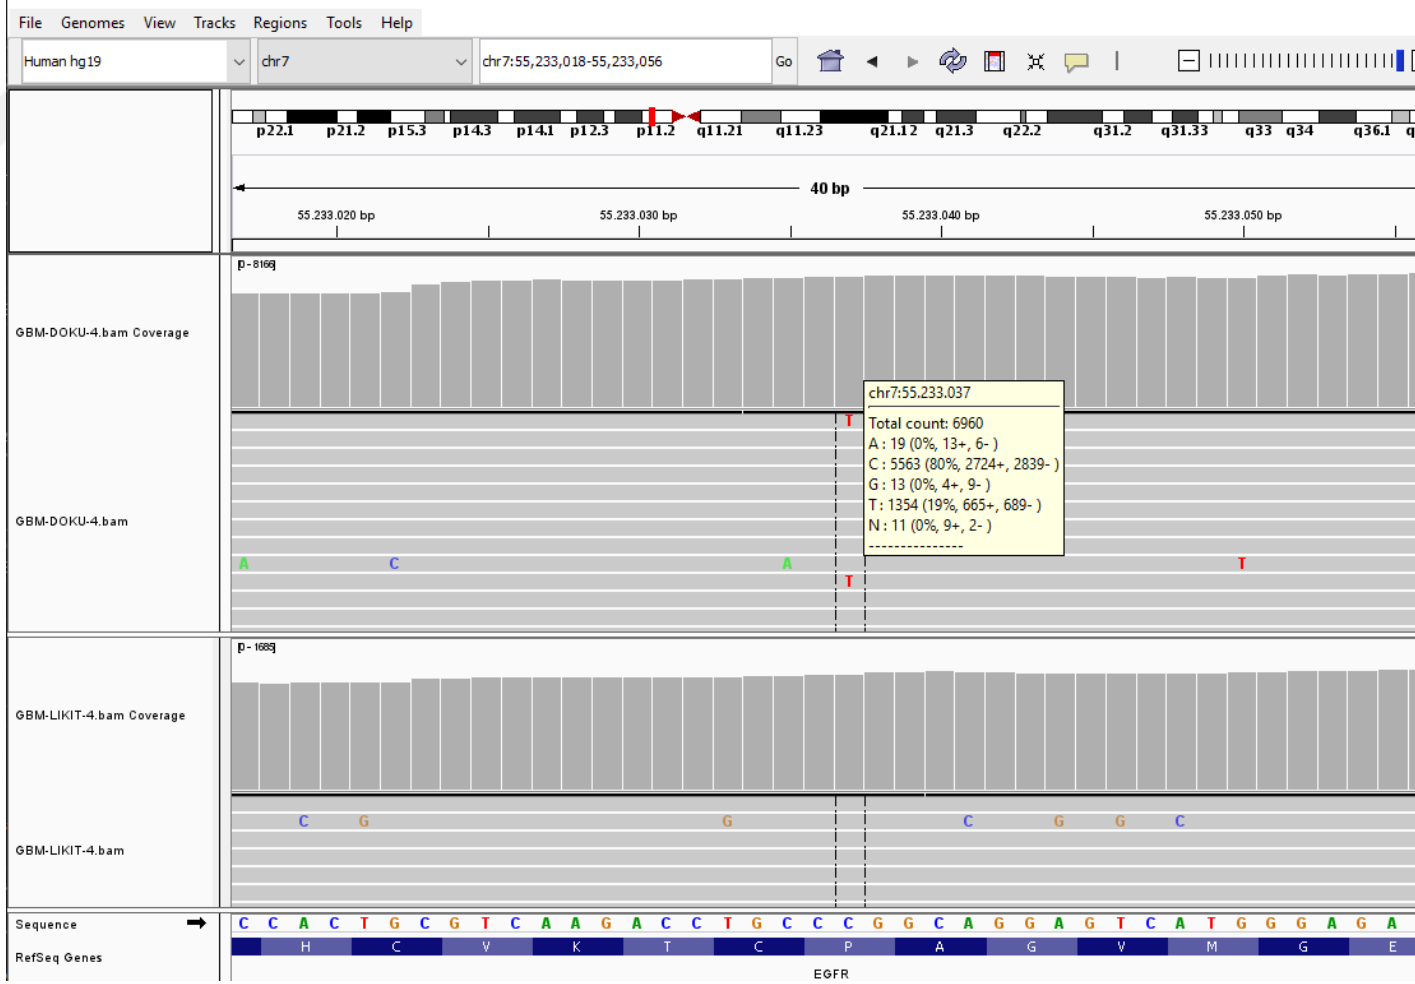 File Genomes View Tracks Regions Tools Help
Human hg19 chr7 chr7:55,233,018-55,233,056 Go
p22.1 p21.2 p15.3 p14.3 p14.1 p12.3 p11.2 q11.21 q11.23 q21.12 q21.3 q22.2 q31.2 q31.33 q33 q34 q36.1 q
40 bp
55.233.020 bp 55.233.030 bp 55.233.040 bp 55.233.050 bp
[0 - 8166]
GBM-DOKU-4.bam Coverage
chr7:55.233.037
Total count: 6960
A : 19 (0%, 13+, 6- )
C : 5563 (80%, 2724+, 2839- )
G : 13 (0%, 4+, 9- )
T : 1354 (19%, 665+, 689- )
N : 11 (0%, 9+, 2- )
---------------
T
GBM-DOKU-4.bam
A C A T
T
[0 - 1685]
GBM-LIKIT-4.bam Coverage
C G G C G G C
GBM-LIKIT-4.bam
Sequence C C A C T G C G T C A A G A C C T G C C C G G C A G G A G T C A T G G G A G A
H C V K T C P A G V M G E
RefSeq Genes
EGFR